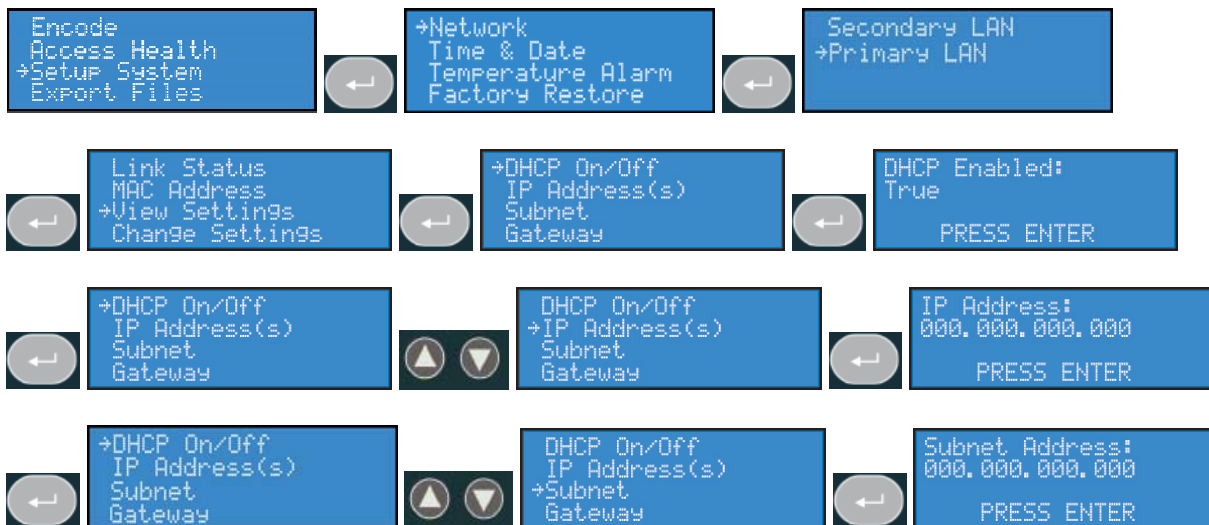 Encode
Access Health
→Setup System
Export Files
→Network
Time & Date
Temperature Alarm
Factory Restore
Secondary LAN
→Primary LAN
Link Status
MAC Address
→View Settings
Change Settings
→DHCP On/Off
IP Address(s)
Subnet
Gateway
DHCP Enabled:
True
PRESS ENTER
→DHCP On/Off
IP Address(s)
Subnet
Gateway
DHCP On/Off
→IP Address(s)
Subnet
Gateway
IP Address:
000.000.000.000
PRESS ENTER
→DHCP On/Off
IP Address(s)
Subnet
Gateway
DHCP On/Off
IP Address(s)
→Subnet
Gateway
Subnet Address:
000.000.000.000
PRESS ENTER